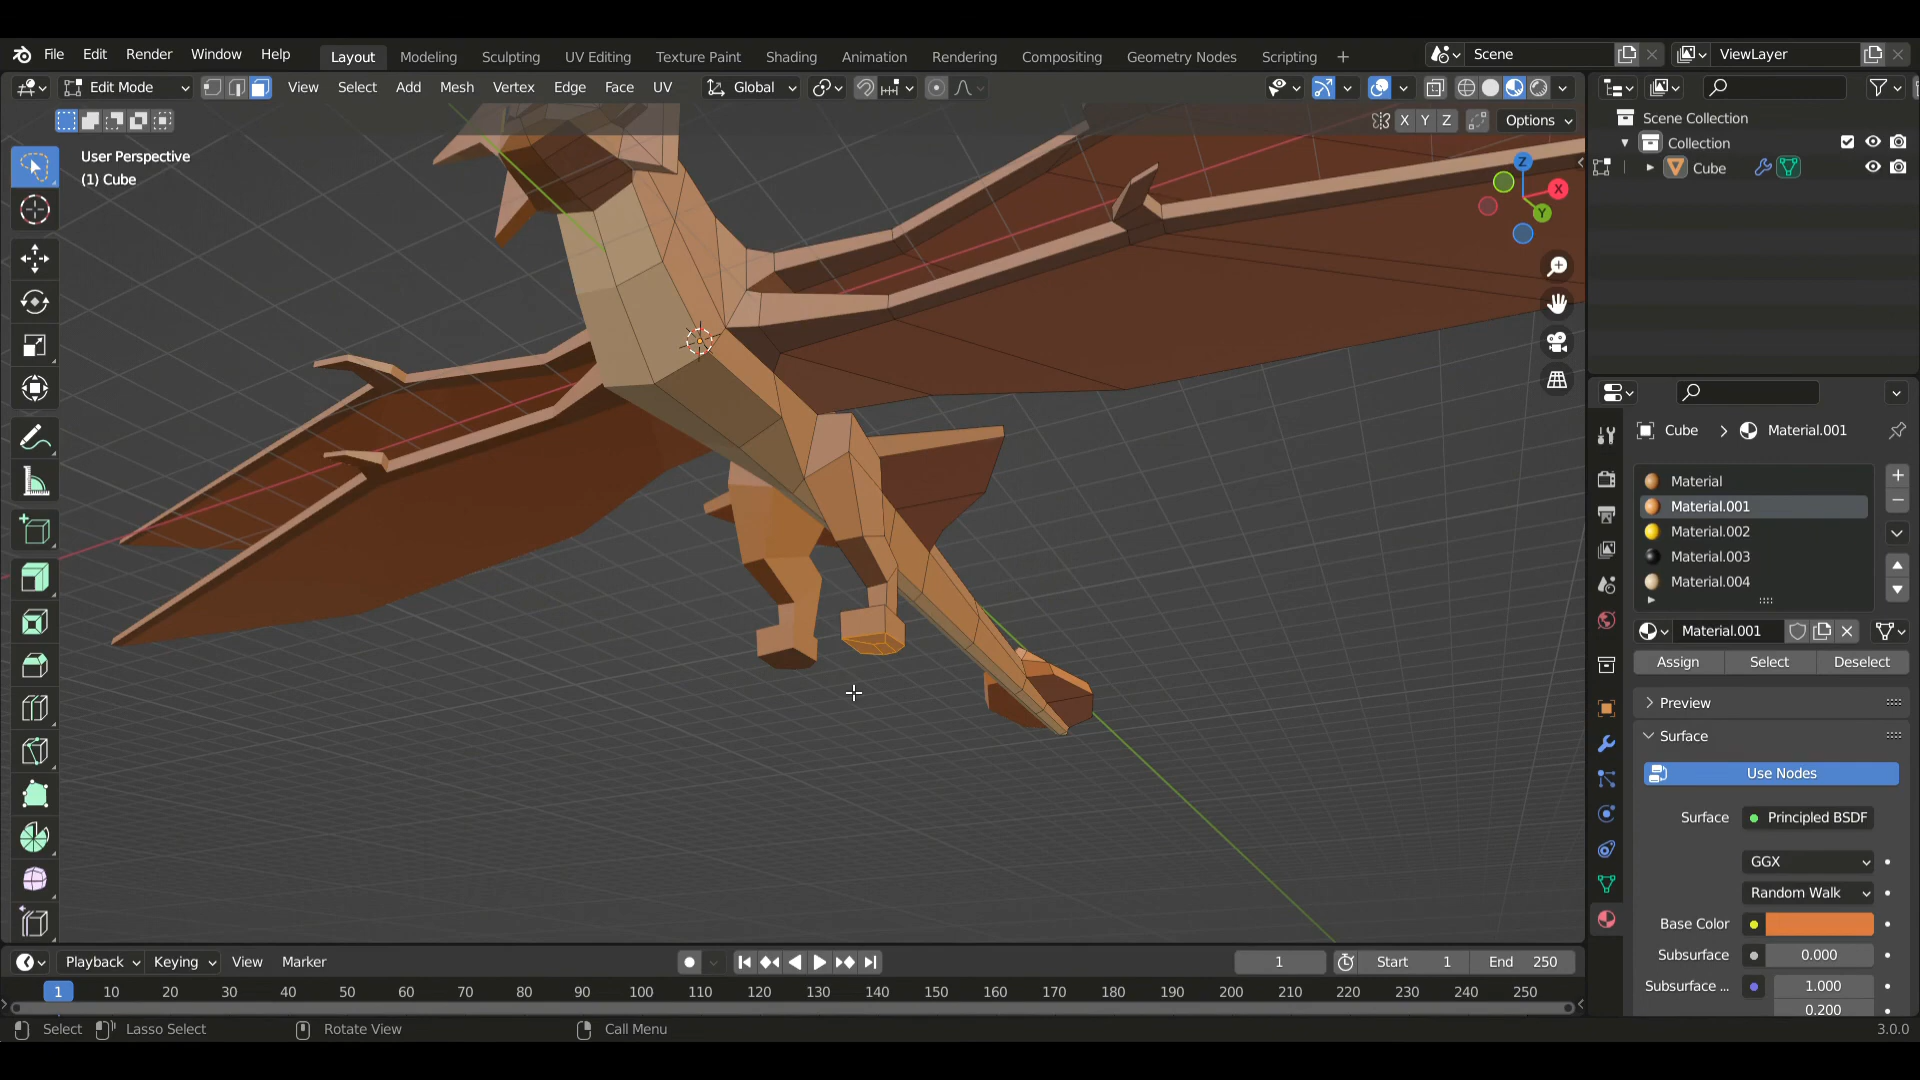 File Edit Render Window Help Layout Modeling Sculpting UV Editing Texture Paint Shading Animation Rendering Compositing Geometry Nodes Scripting + Scene ViewLayer
Edit Mode View Select Add Mesh Vertex Edge Face UV Global
X Y Z Options
Scene Collection
Collection
Cube
User Perspective
(1) Cube
Z
X
Y
Cube > Material.001
Material
Material.001
Material.002
Material.003
Material.004
Material.001
Assign Select Deselect
Preview
Surface
Use Nodes
Surface Principled BSDF
GGX
Random Walk
Base Color
Subsurface 0.000
Subsurface ... 1.000
0.200
Playback Keying View Marker 1 Start 1 End 250
1 10 20 30 40 50 60 70 80 90 100 110 120 130 140 150 160 170 180 190 200 210 220 230 240 250
Select Lasso Select Rotate View Call Menu 3.0.0